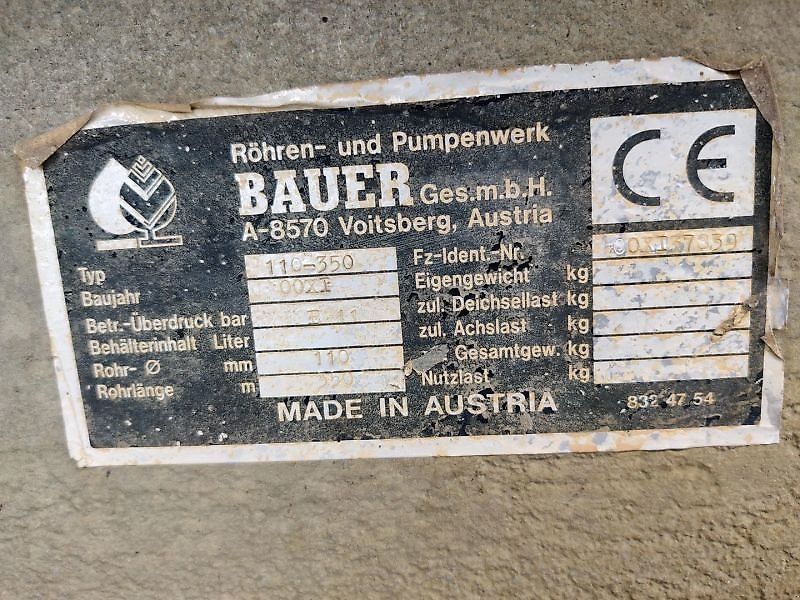 Röhren- und Pumpenwerk
BAUER Ges.m.b.H.
A-8570 Voitsberg, Austria
CE
Typ 110-350
Baujahr 00XI
Betr.-Überdruck bar
Behälterinhalt Liter
Rohr- Ø mm 110
Rohrlänge m 350
Fz-Ident.-Nr.
Eigengewicht kg
zul. Deichsellast kg
zul. Achslast kg
Gesamtgew. kg
Nutzlast kg
MADE IN AUSTRIA
832 47 54